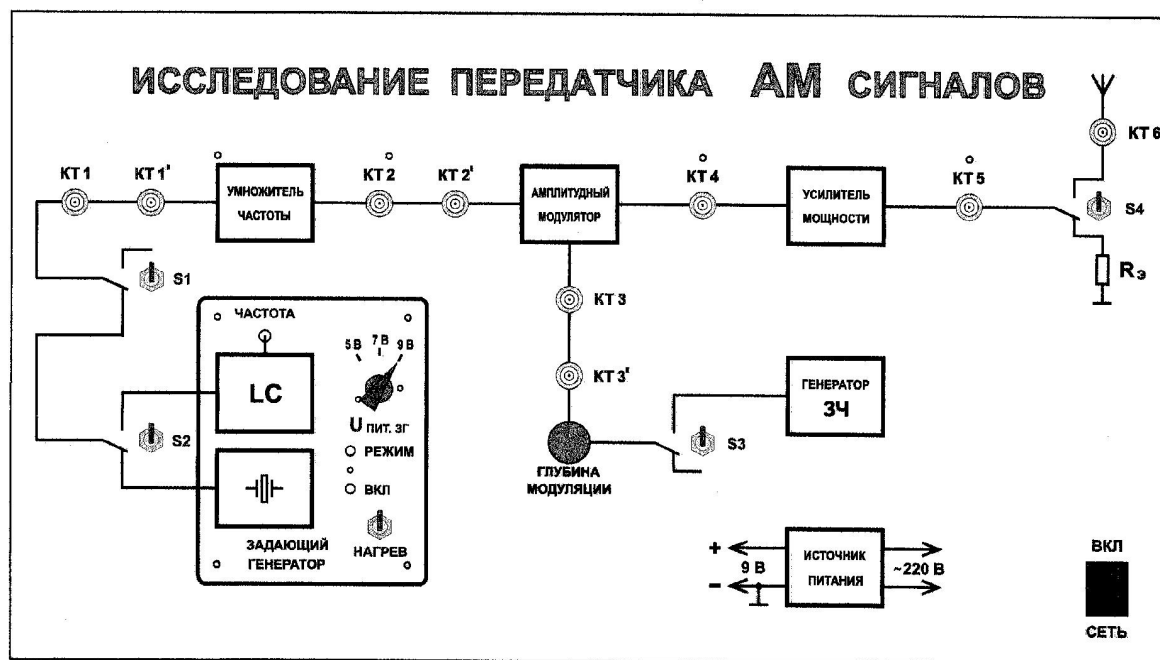 ИССЛЕДОВАНИЕ ПЕРЕДАТЧИКА АМ СИГНАЛОВ
КТ 1
КТ 1'
УМНОЖИТЕЛЬ
ЧАСТОТЫ
КТ 2
КТ 2'
АМПЛИТУДНЫЙ
МОДУЛЯТОР
КТ 4
УСИЛИТЕЛЬ
МОЩНОСТИ
КТ 5
КТ 6
S4
Rэ
S1
ЧАСТОТА
5 В 7 В 9 В
LC
U ПИТ. ЗГ
S2
РЕЖИМ
ВКЛ
НАГРЕВ
ЗАДАЮЩИЙ
ГЕНЕРАТОР
КТ 3
КТ 3'
ГЛУБИНА
МОДУЛЯЦИИ
S3
ГЕНЕРАТОР
ЗЧ
+
−
9 В
ИСТОЧНИК
ПИТАНИЯ
~220 В
ВКЛ
СЕТЬ